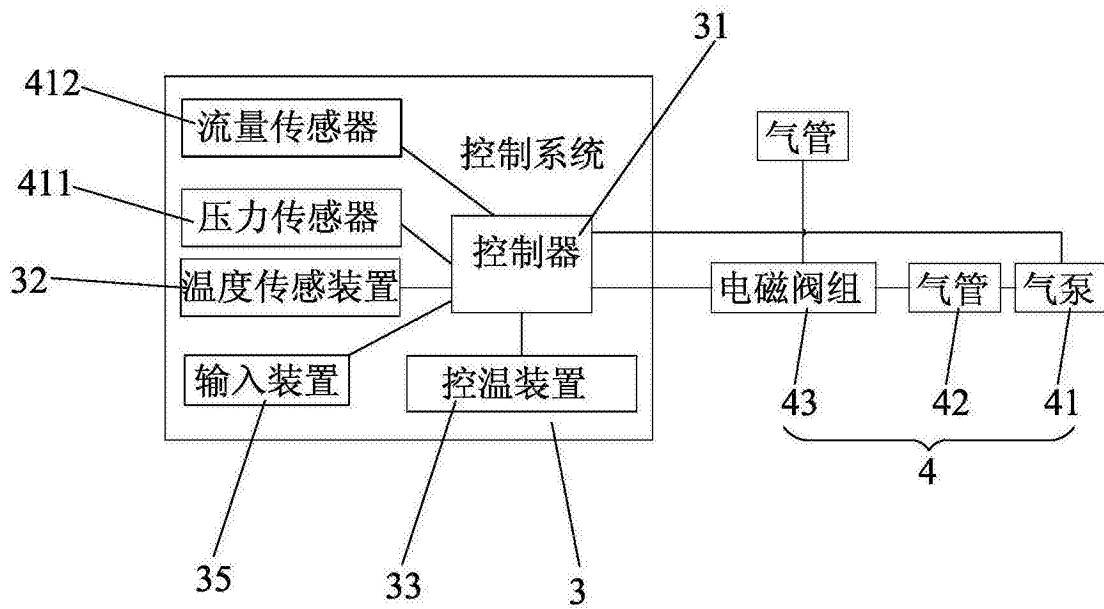 31
412
流量传感器
控制系统
气管
411
压力传感器
控制器
32
温度传感装置
电磁阀组
气管
气泵
输入装置
控温装置
43
42
41
4
35
33
3